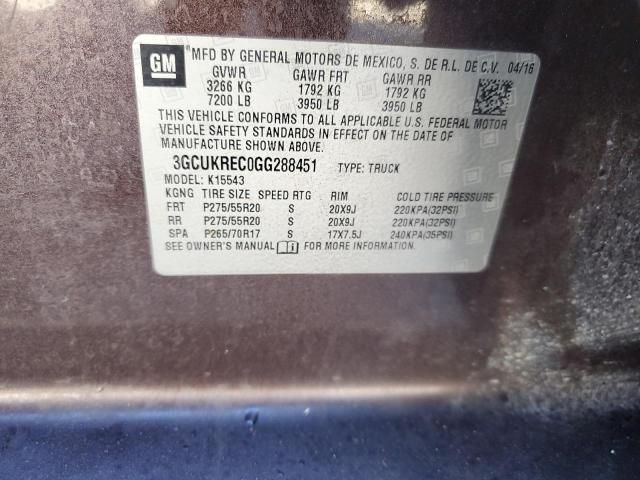 GM MFD BY GENERAL MOTORS DE MEXICO, S. DE R.L. DE C.V. 04/16
GVWR GAWR FRT GAWR RR
3266 KG 1792 KG 1792 KG
7200 LB 3950 LB 3950 LB
THIS VEHICLE CONFORMS TO ALL APPLICABLE U.S. FEDERAL MOTOR
VEHICLE SAFETY STANDARDS IN EFFECT ON THE DATE OF
MANUFACTURE SHOWN ABOVE.
3GCUKREC0GG288451 TYPE: TRUCK
MODEL: K15543
KGNG TIRE SIZE SPEED RTG RIM COLD TIRE PRESSURE
FRT P275/55R20 S 20X9J 220KPA(32PSI)
RR P275/55R20 S 20X9J 220KPA(32PSI)
SPA P265/70R17 S 17X7.5J 240KPA(35PSI)
SEE OWNER'S MANUAL FOR MORE INFORMATION.